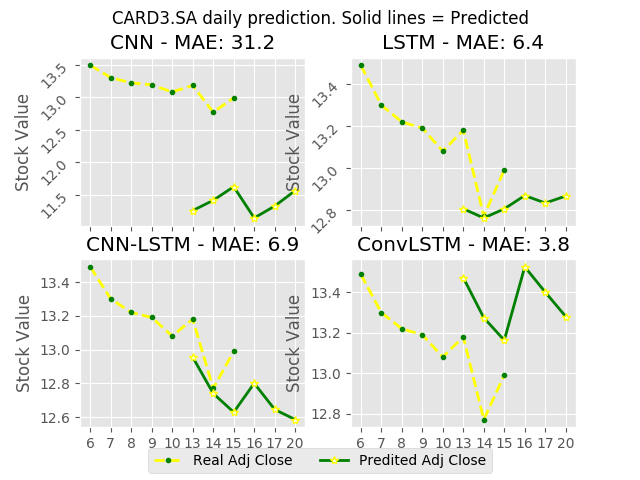 CARD3.SA daily prediction. Solid lines = Predicted
CNN - MAE: 31.2
13.5
13.0
12.5
12.0
11.5
Stock Value
LSTM - MAE: 6.4
13.4
13.2
13.0
12.8
Stock Value
CNN-LSTM - MAE: 6.9
13.4
13.2
13.0
12.8
12.6
Stock Value
6 7 8 9 10 13 14 15 16 17 20
ConvLSTM - MAE: 3.8
13.4
13.2
13.0
12.8
Stock Value
6 7 8 9 10 13 14 15 16 17 20
Real Adj Close
Predited Adj Close